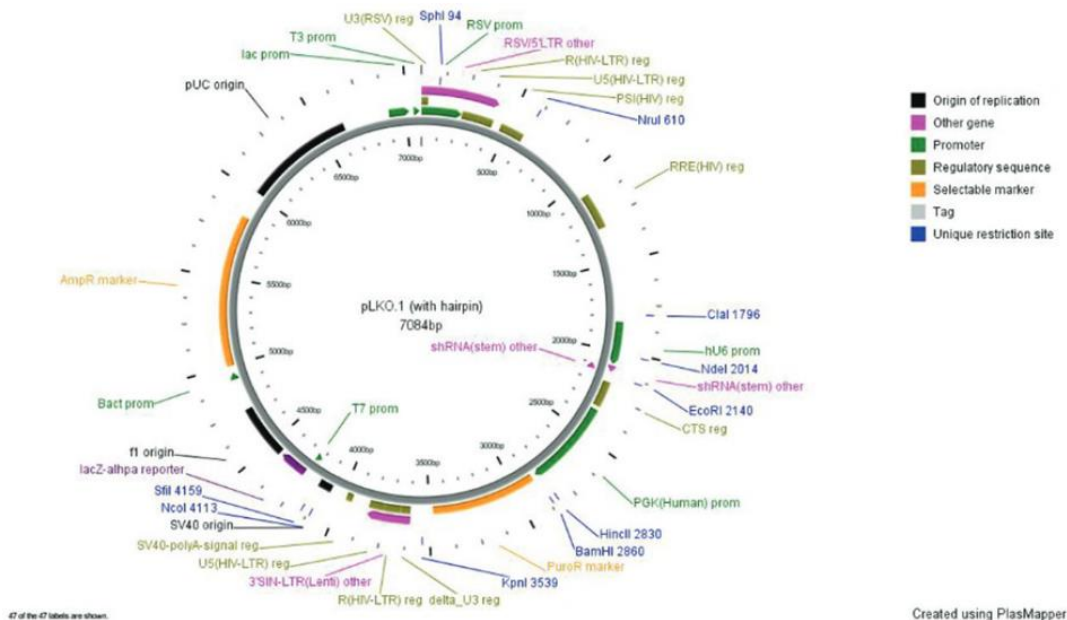 U3(RSV) reg
SphI 94
RSV prom
T3 prom
RSV/5'LTR other
lac prom
R(HIV-LTR) reg
U5(HIV-LTR) reg
pUC origin
PSI(HIV) reg
NruI 610
RRE(HIV) reg
Origin of replication
Other gene
Promoter
Regulatory sequence
Selectable marker
Tag
Unique restriction site
7000bp
500bp
6500bp
1000bp
6000bp
1500bp
AmpR marker
5500bp
pLKO.1 (with hairpin)
7084bp
ClaI 1796
shRNA(stem) other
2000bp
hU6 prom
NdeI 2014
5000bp
shRNA(stem) other
EcoRI 2140
Bact prom
T7 prom
2500bp
CTS reg
4500bp
3000bp
4000bp
3500bp
f1 origin
lacZ-alhpa reporter
SfiI 4159
NcoI 4113
SV40 origin
PGK(Human) prom
HincII 2830
BamHI 2860
SV40-polyA-signal reg
U5(HIV-LTR) reg
PuroR marker
3'SIN-LTR(Lenti) other
KpnI 3539
R(HIV-LTR) reg
delta_U3 reg
47 of the 47 labels are shown.
Created using PlasMapper